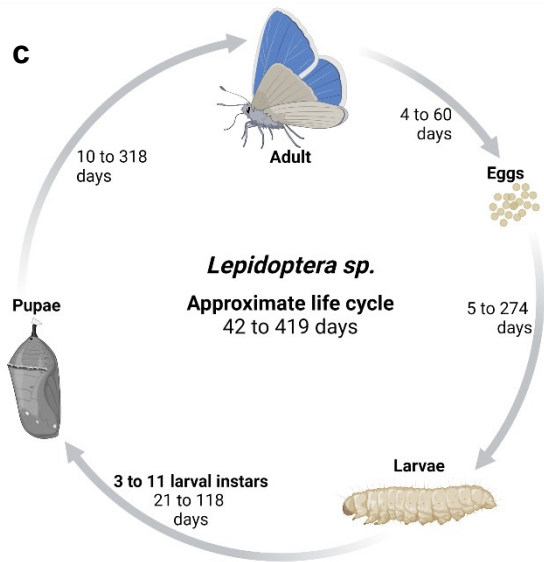 c
Adult
4 to 60
days
Eggs
5 to 274
days
Larvae
3 to 11 larval instars
21 to 118
days
Pupae
10 to 318
days
Lepidoptera sp.
Approximate life cycle
42 to 419 days